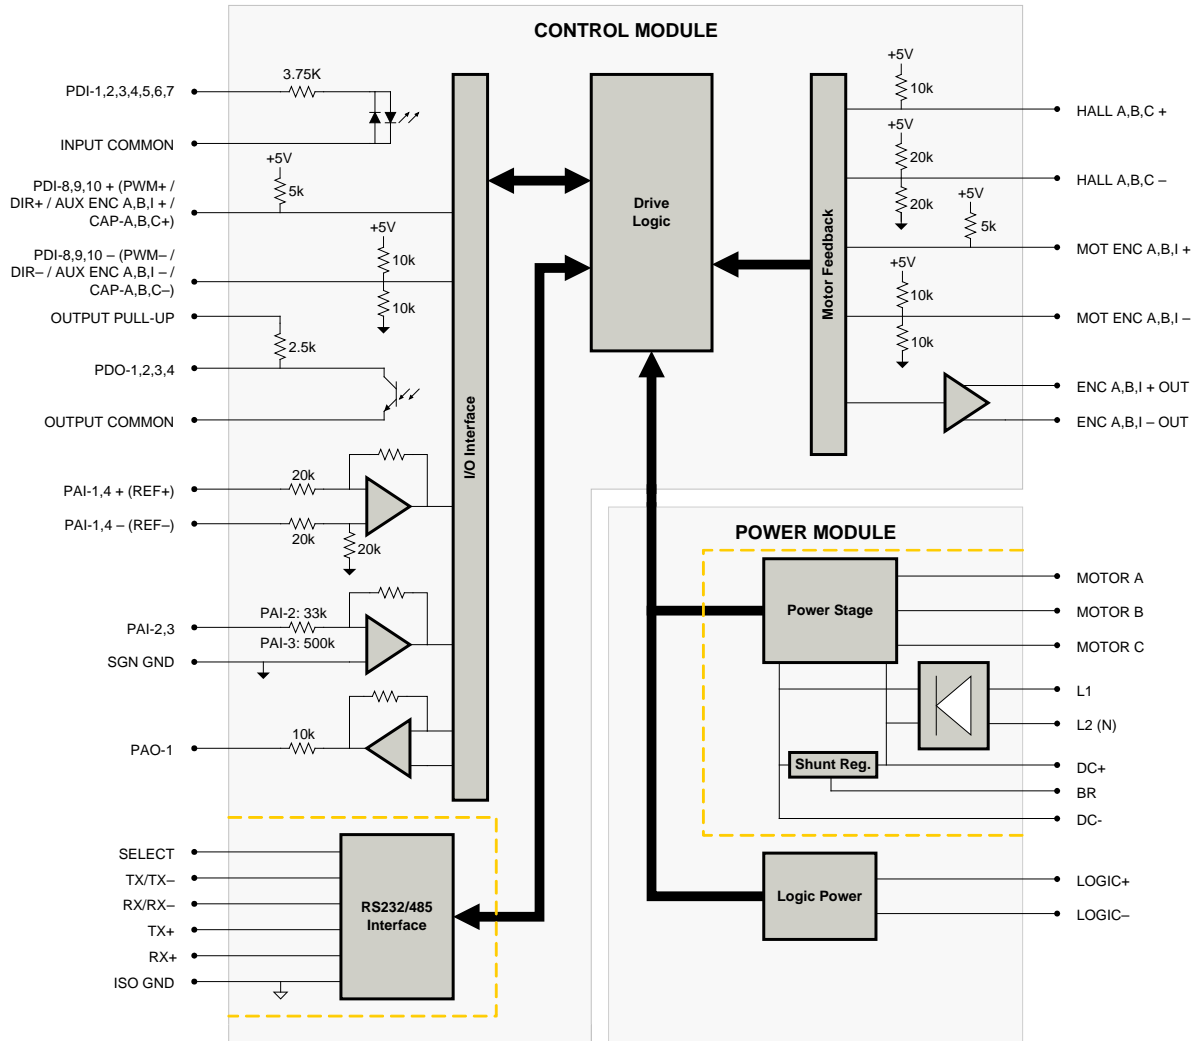 CONTROL MODULE
3.75K
PDI-1,2,3,4,5,6,7
INPUT COMMON
+5V
5k
PDI-8,9,10 + (PWM+ /
DIR+ / AUX ENC A,B,I + /
CAP-A,B,C+)
+5V
10k
10k
PDI-8,9,10 – (PWM– /
DIR– / AUX ENC A,B,I – /
CAP-A,B,C–)
OUTPUT PULL-UP
2.5k
PDO-1,2,3,4
OUTPUT COMMON
PAI-1,4 + (REF+)
20k
PAI-1,4 – (REF–)
20k
20k
PAI-2: 33k
PAI-2,3
PAI-3: 500k
SGN GND
10k
PAO-1
I/O Interface
Drive
Logic
Motor Feedback
+5V
10k
HALL A,B,C +
+5V
20k
HALL A,B,C –
20k
+5V
5k
MOT ENC A,B,I +
+5V
10k
MOT ENC A,B,I –
10k
ENC A,B,I + OUT
ENC A,B,I – OUT
SELECT
TX/TX–
RX/RX–
TX+
RX+
ISO GND
RS232/485
Interface
POWER MODULE
Power Stage
MOTOR A
MOTOR B
MOTOR C
L1
L2 (N)
Shunt Reg.
DC+
BR
DC-
Logic Power
LOGIC+
LOGIC–